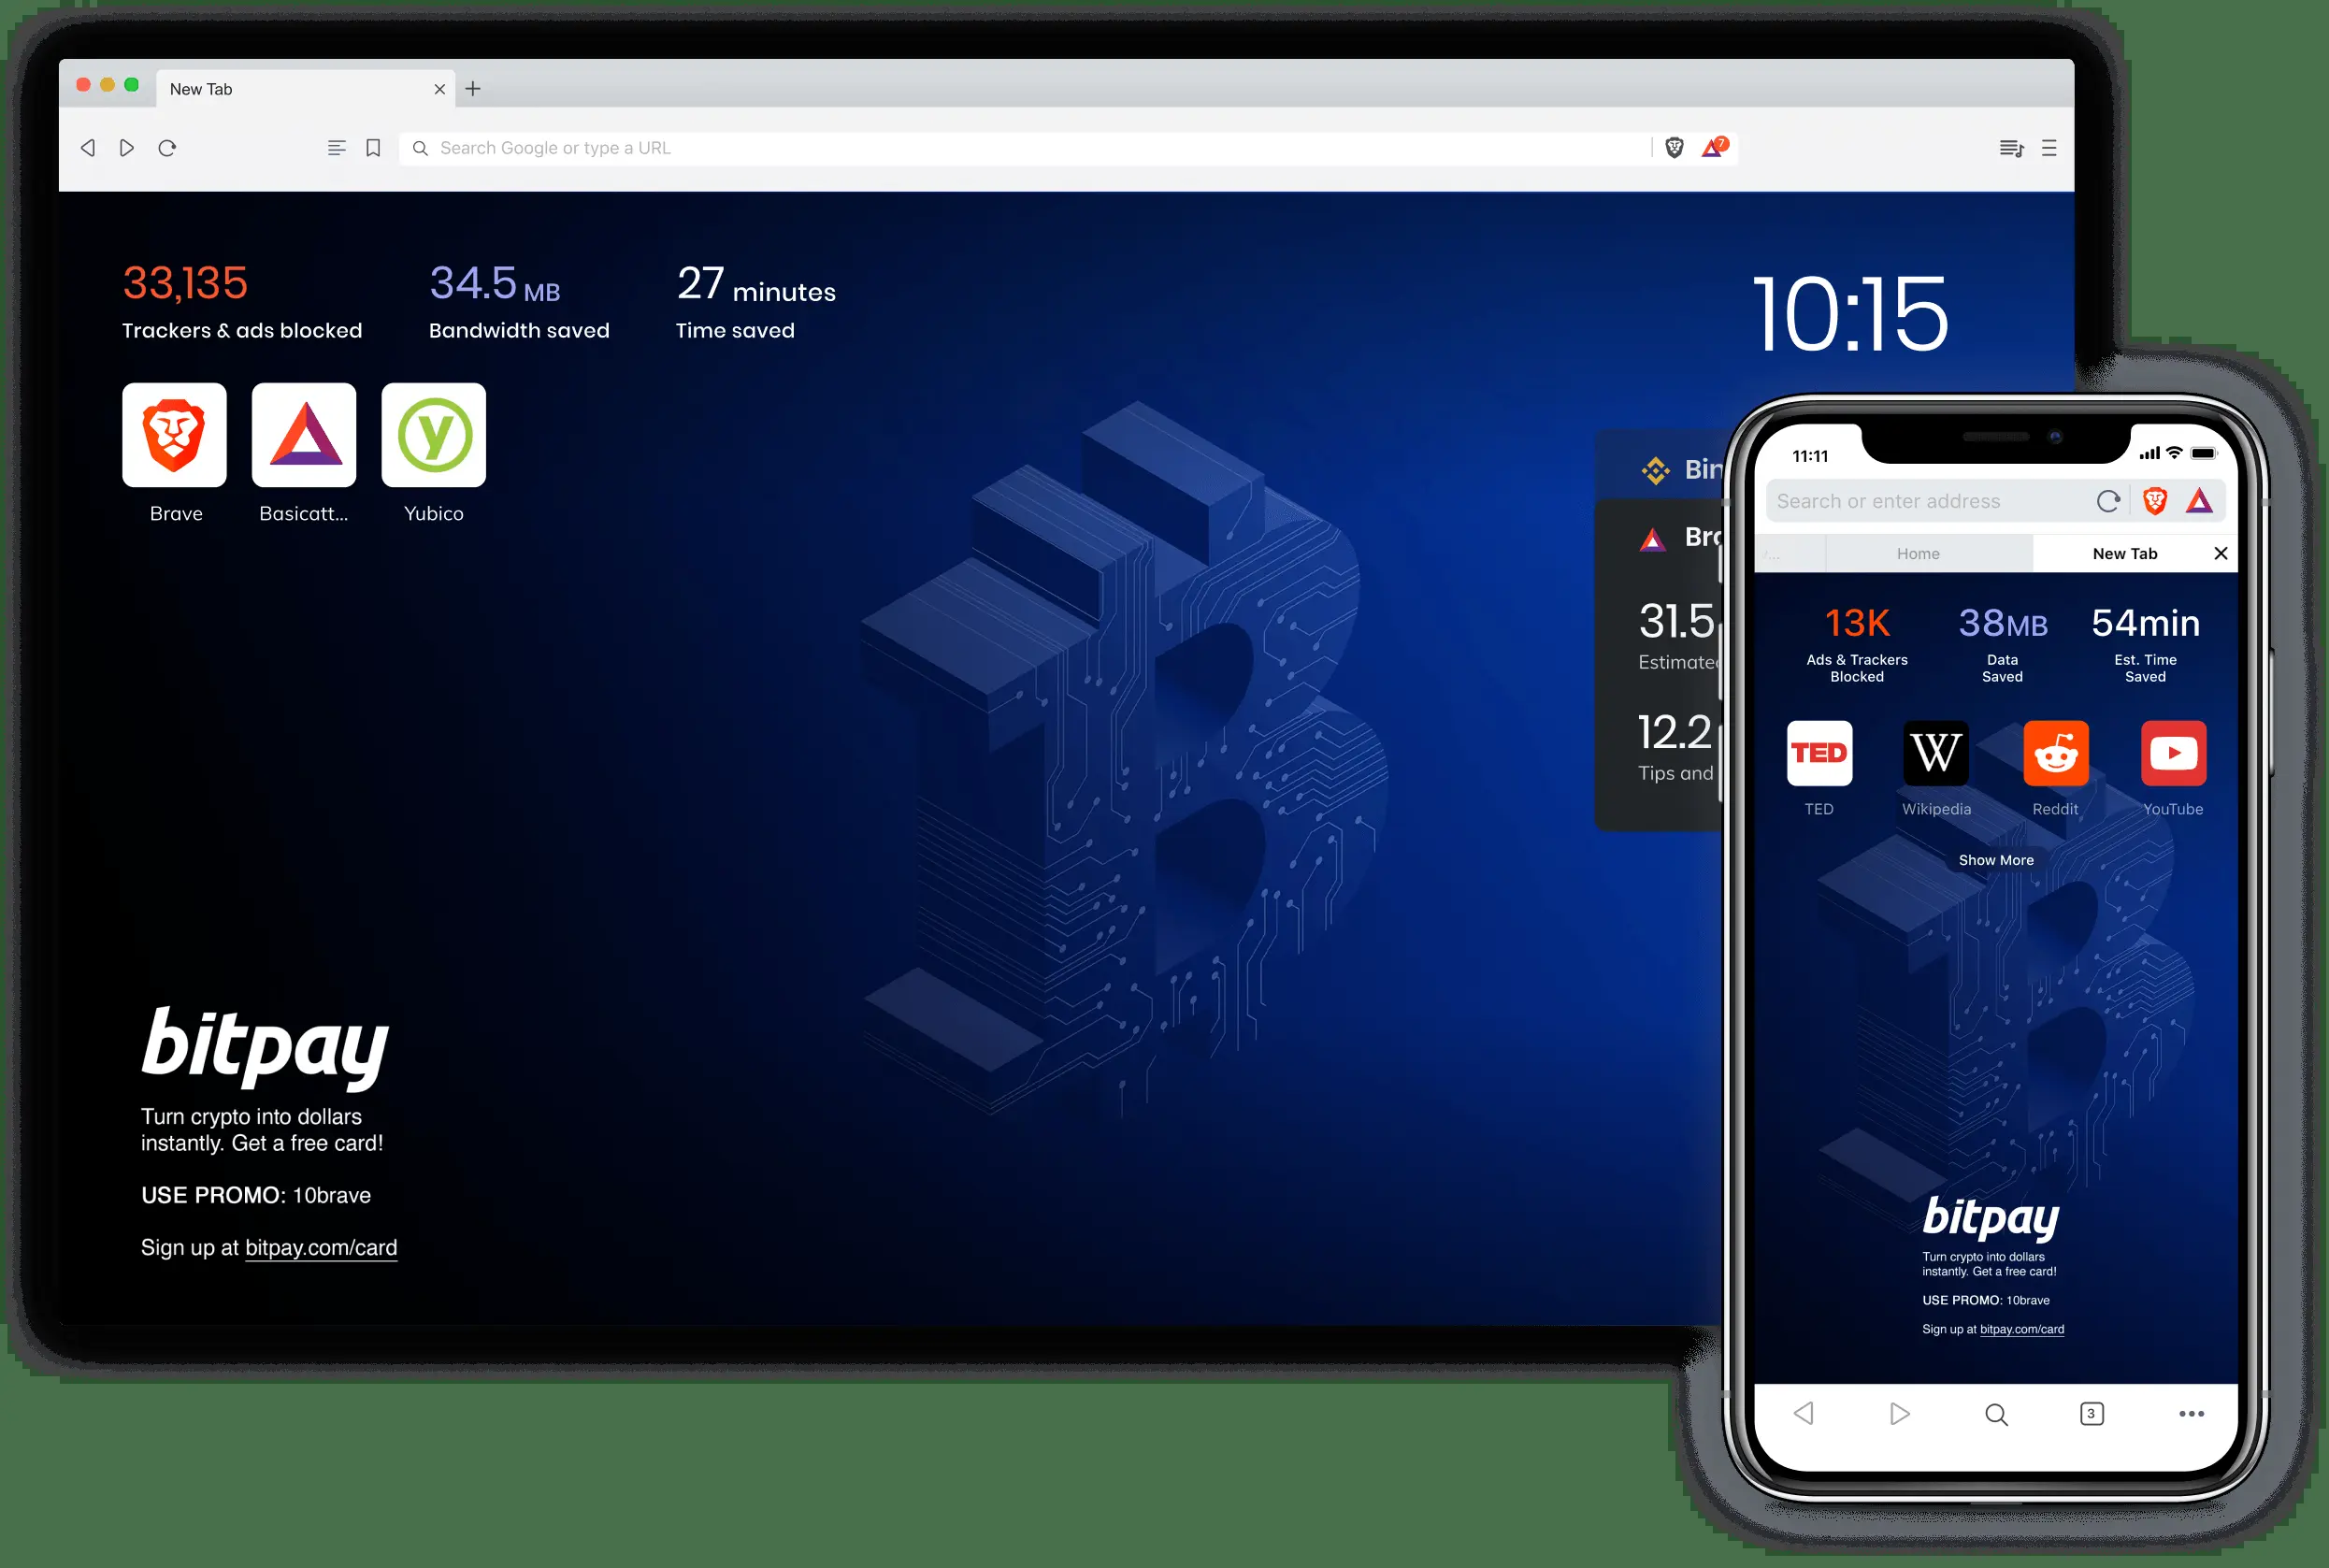 New Tab
Search Google or type a URL
7
33,135
Trackers & ads blocked
34.5 MB
Bandwidth saved
27 minutes
Time saved
10:15
Brave
Basicatt...
Yubico
31.5
12.2
Tips and
bitpay
Turn crypto into dollars
instantly. Get a free card!
USE PROMO: 10brave
Sign up at bitpay.com/card
11:11
Search or enter address
Home
New Tab
13K
Ads & Trackers
Blocked
38MB
Data
Saved
54min
Est. Time
Saved
TED
W
TED
Wikipedia
Reddit
YouTube
Show More
bitpay
Turn crypto into dollars
instantly. Get a free card!
USE PROMO: 10brave
Sign up at bitpay.com/card
3